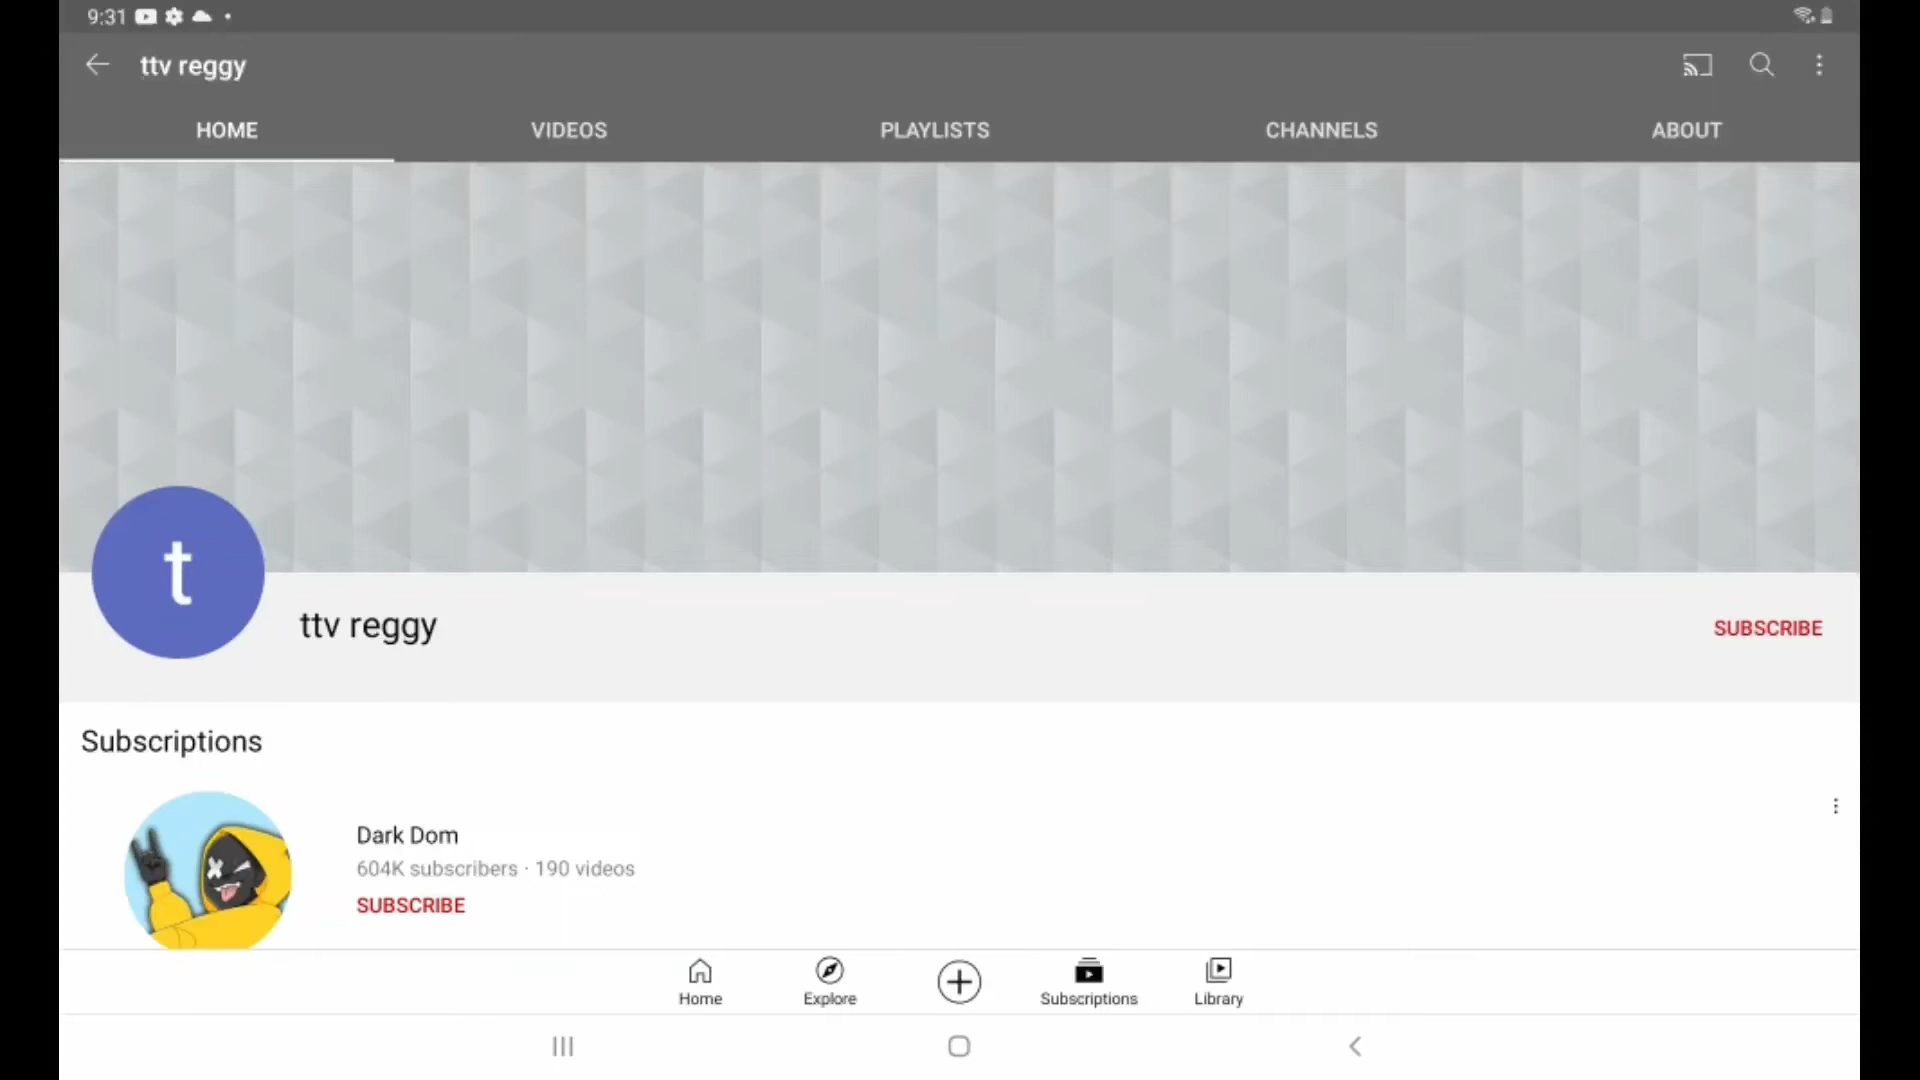 9:31
ttv reggy
HOME VIDEOS PLAYLISTS CHANNELS ABOUT
t
ttv reggy
SUBSCRIBE
Subscriptions
Dark Dom
604K subscribers · 190 videos
SUBSCRIBE
Home Explore Subscriptions Library